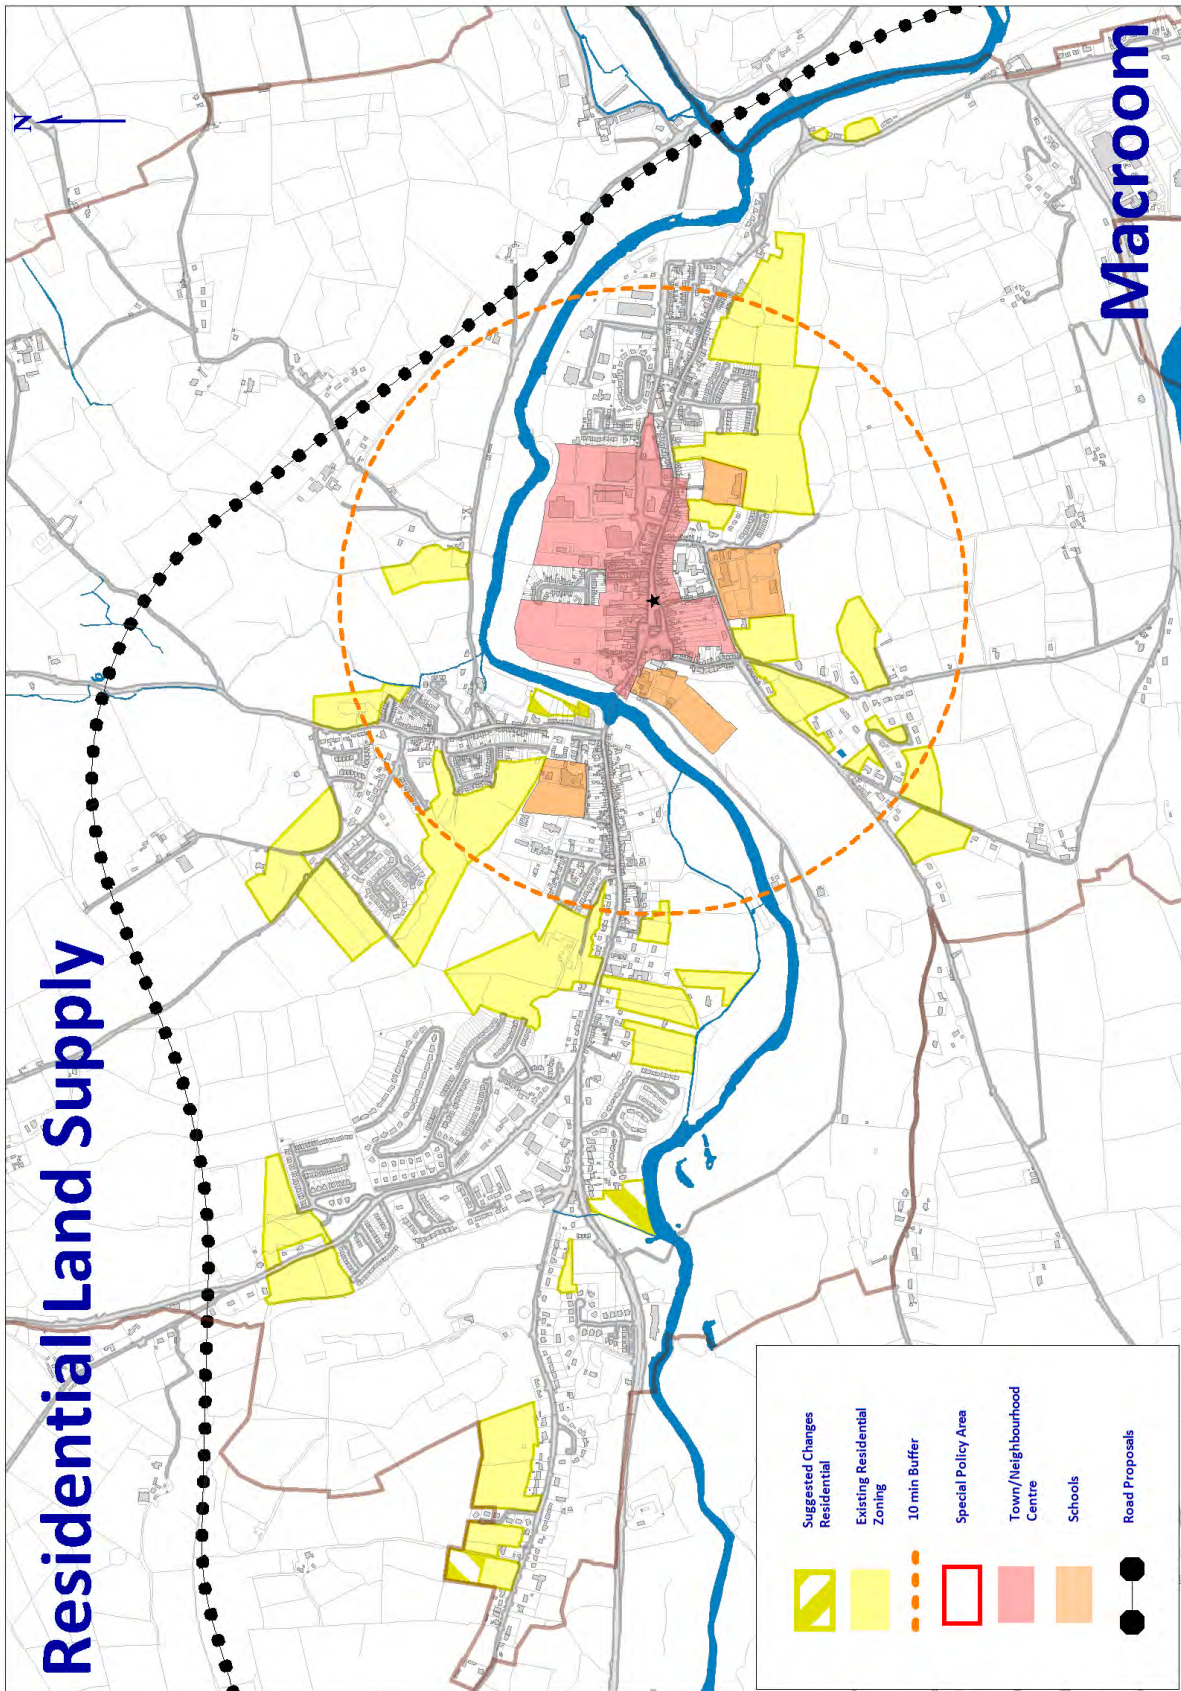 Residential Land Supply
N
Suggested Changes
Residential
Existing Residential
Zoning
10 min Buffer
Special Policy Area
Town/Neighbourhood
Centre
Schools
Road Proposals
Macroom